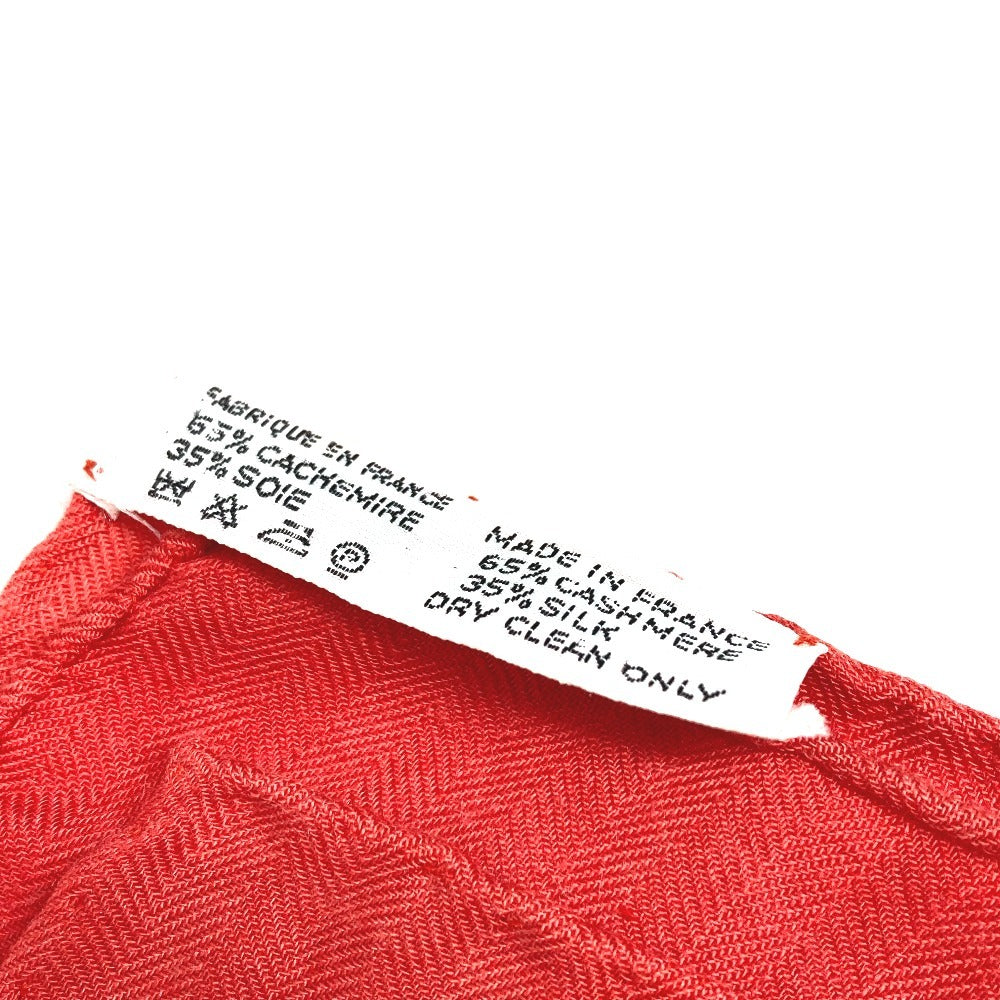 FABRIQUE EN FRANCE
65% CACHEMIRE
35% SOIE
MADE IN FRANCE
65% CASHMERE
35% SILK
DRY CLEAN ONLY